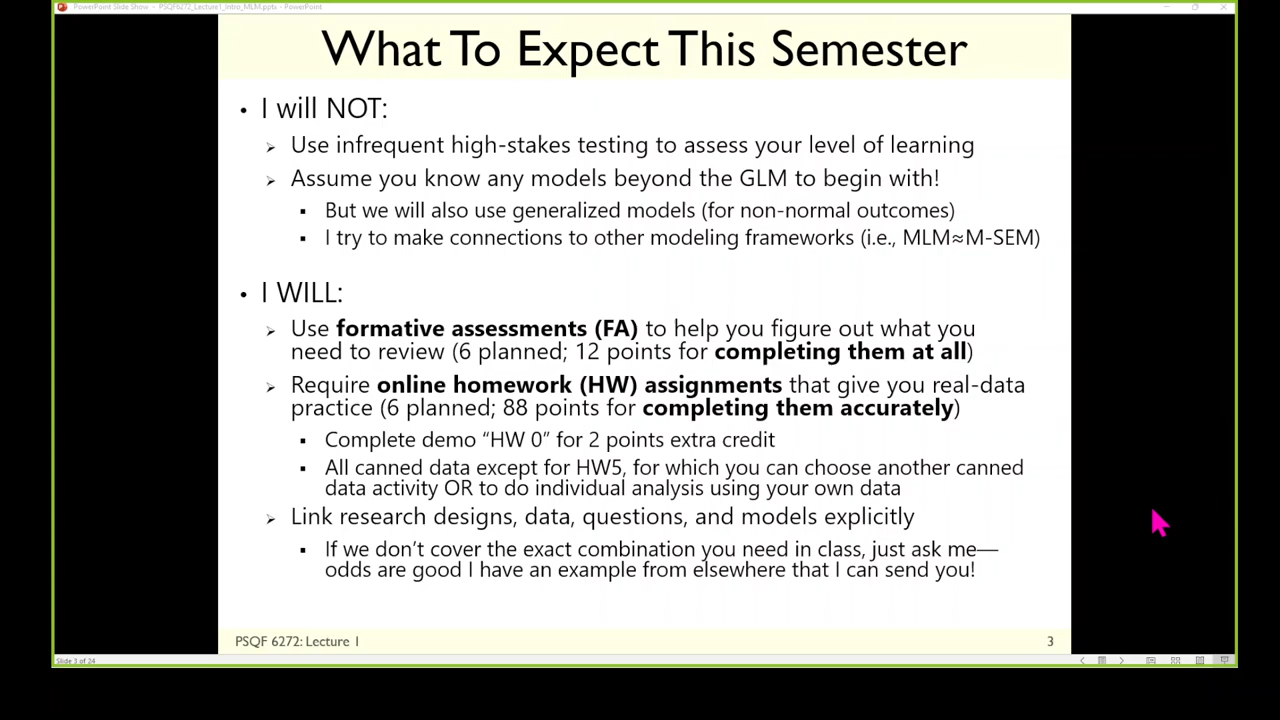 PowerPoint Slide Show - PSQF6272_Lecture1_Intro_MLM.pptx - PowerPoint
What To Expect This Semester
• I will NOT:
➢ Use infrequent high-stakes testing to assess your level of learning
➢ Assume you know any models beyond the GLM to begin with!
▪ But we will also use generalized models (for non-normal outcomes)
▪ I try to make connections to other modeling frameworks (i.e., MLM≈M-SEM)
• I WILL:
➢ Use formative assessments (FA) to help you figure out what you
need to review (6 planned; 12 points for completing them at all)
➢ Require online homework (HW) assignments that give you real-data
practice (6 planned; 88 points for completing them accurately)
▪ Complete demo “HW 0” for 2 points extra credit
▪ All canned data except for HW5, for which you can choose another canned
data activity OR to do individual analysis using your own data
➢ Link research designs, data, questions, and models explicitly
▪ If we don’t cover the exact combination you need in class, just ask me—
odds are good I have an example from elsewhere that I can send you!
PSQF 6272: Lecture 1
3
Slide 3 of 24